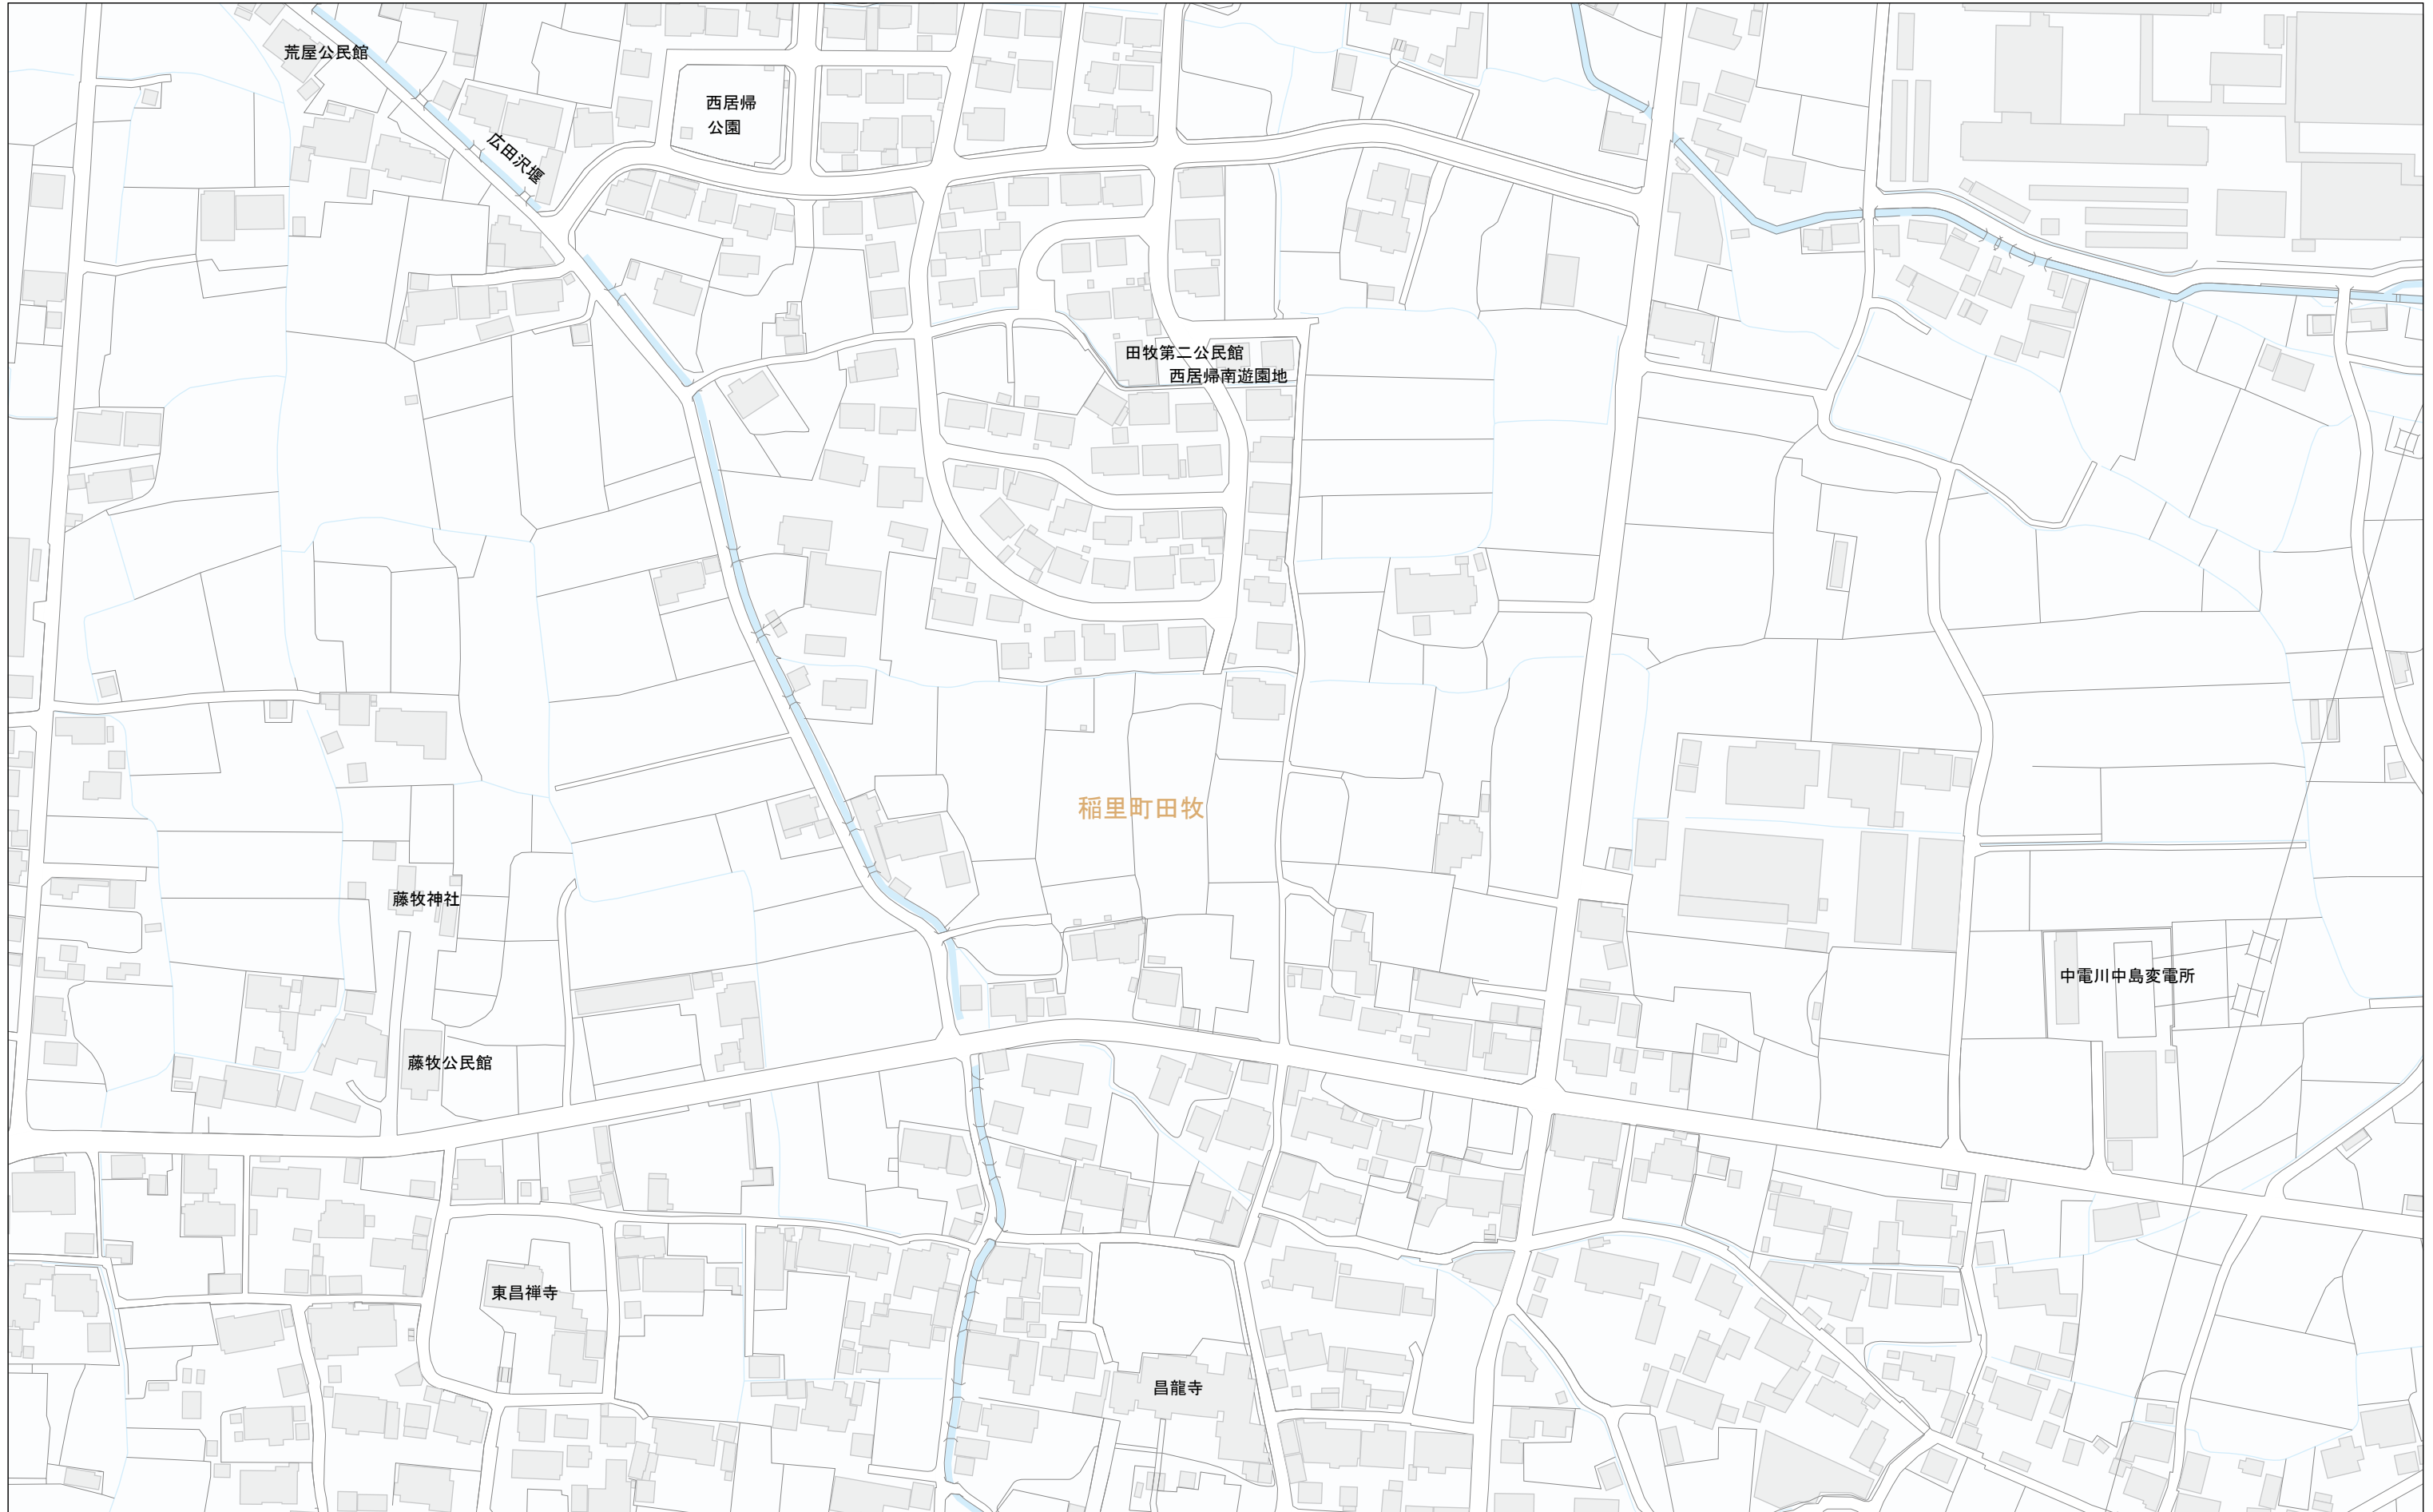 荒屋公民館
西居帰
公園
広田沢堰
田牧第二公民館
西居帰南遊園地
稲里町田牧
藤牧神社
中電川中島変電所
藤牧公民館
東昌禅寺
昌龍寺